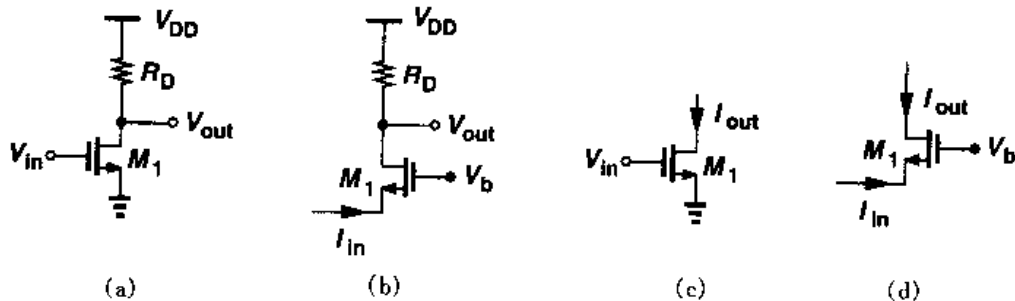 V_DD
R_D
V_out
V_in
M_1
(a)
V_DD
R_D
V_out
M_1
V_b
I_in
(b)
I_out
V_in
M_1
(c)
I_out
M_1
V_b
I_in
(d)